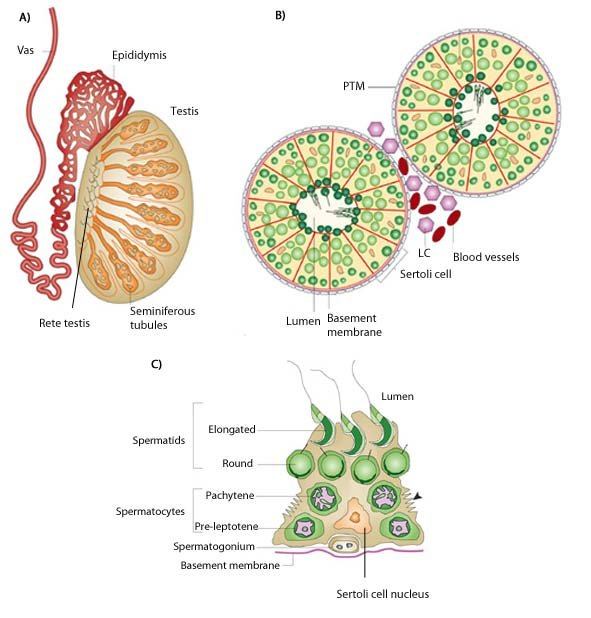 A)
Vas
Epididymis
Testis
Rete testis
Seminiferous
tubules
B)
PTM
LC
Blood vessels
Sertoli cell
Lumen
Basement
membrane
C)
Lumen
Spermatids
Elongated
Round
Spermatocytes
Pachytene
Pre-leptotene
Spermatogonium
Basement membrane
Sertoli cell nucleus